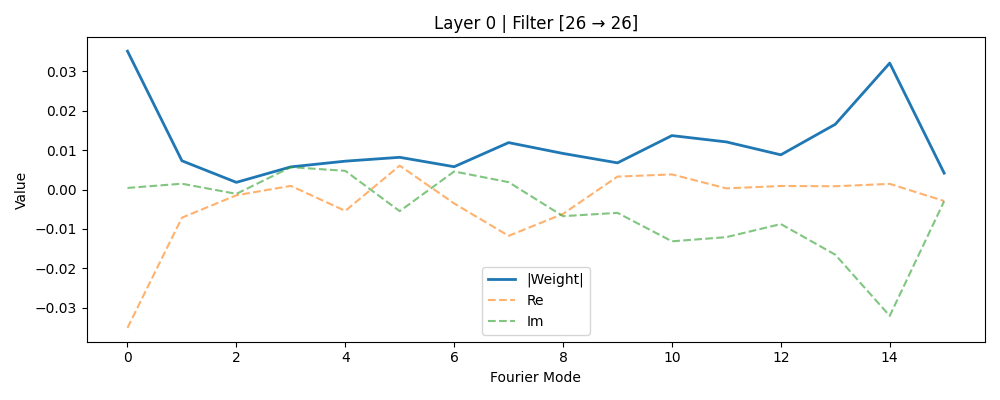 Layer 0 | Filter [26 → 26]
Value
0.03
0.02
0.01
0.00
−0.01
−0.02
−0.03
|Weight|
Re
Im
0 2 4 6 8 10 12 14
Fourier Mode